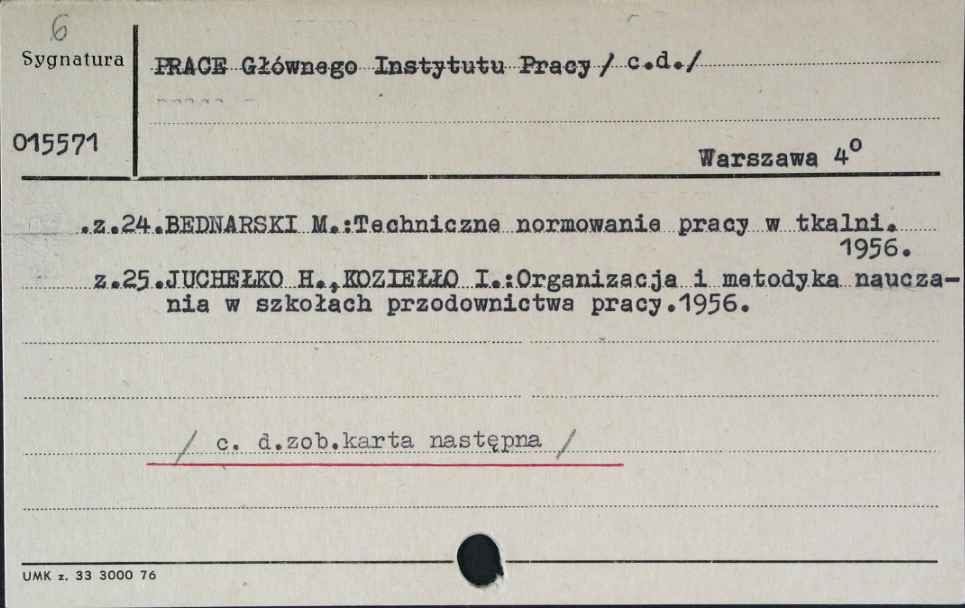 6
Sygnatura
PRACE Głównego Instytutu Pracy / c.d./
015571
Warszawa 4°
.z.24.BEDNARSKI M.:Techniczne normowanie pracy w tkalni.
1956.
z.25.JUCHEŁKO H.,KOZIEŁŁO I.:Organizacja i metodyka naucza-
nia w szkołach przodownictwa pracy.1956.
/ c. d.zob.karta następna /
UMK z. 33 3000 76